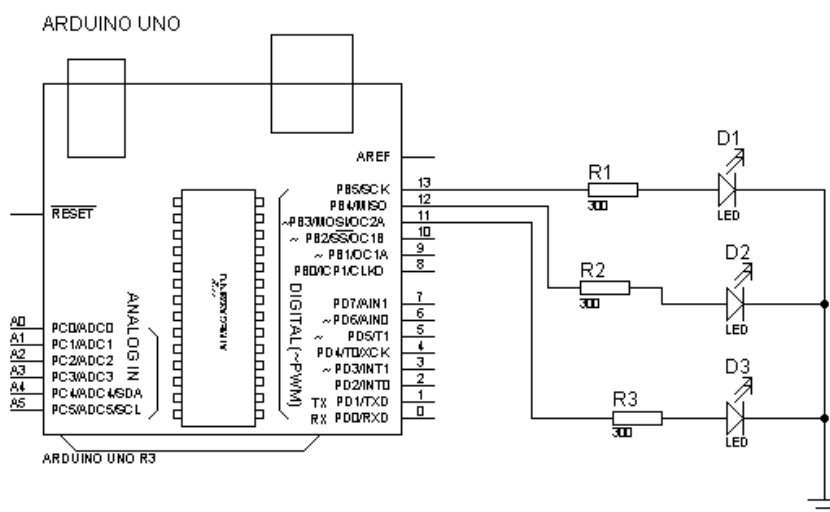 ARDUINO UNO
AREF
RESET
PB5/SCK 13
PB4/MISO 12
~PB3/MOSI/OC2A 11
~ PB2/SS/OC1B 10
~ PB1/OC1A 9
PB0/ICP1/CLKO 8
PD7/AIN1 7
~PD6/AIN0 6
~ PD5/T1 5
PD4/T0/XCK 4
~PD3/INT1 3
PD2/INT0 2
TX PD1/TXD 1
RX PD0/RXD 0
DIGITAL (~PWM)
ANALOG IN
A0 PC0/ADC0
A1 PC1/ADC1
A2 PC2/ADC2
A3 PC3/ADC3
A4 PC4/ADC4/SDA
A5 PC5/ADC5/SCL
ARDUINO UNO R3
R1
300
D1
LED
R2
300
D2
LED
R3
300
D3
LED